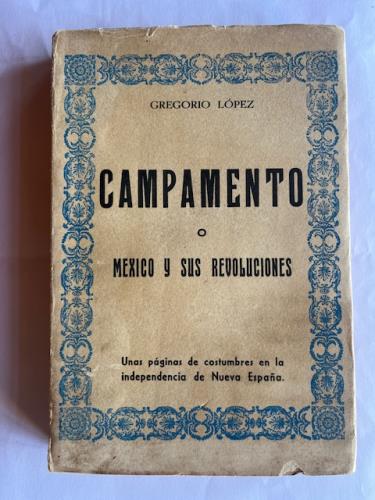 GREGORIO LÓPEZ
CAMPAMENTO
O
MEXICO Y SUS REVOLUCIONES
Unas páginas de costumbres en la
independencia de Nueva España.